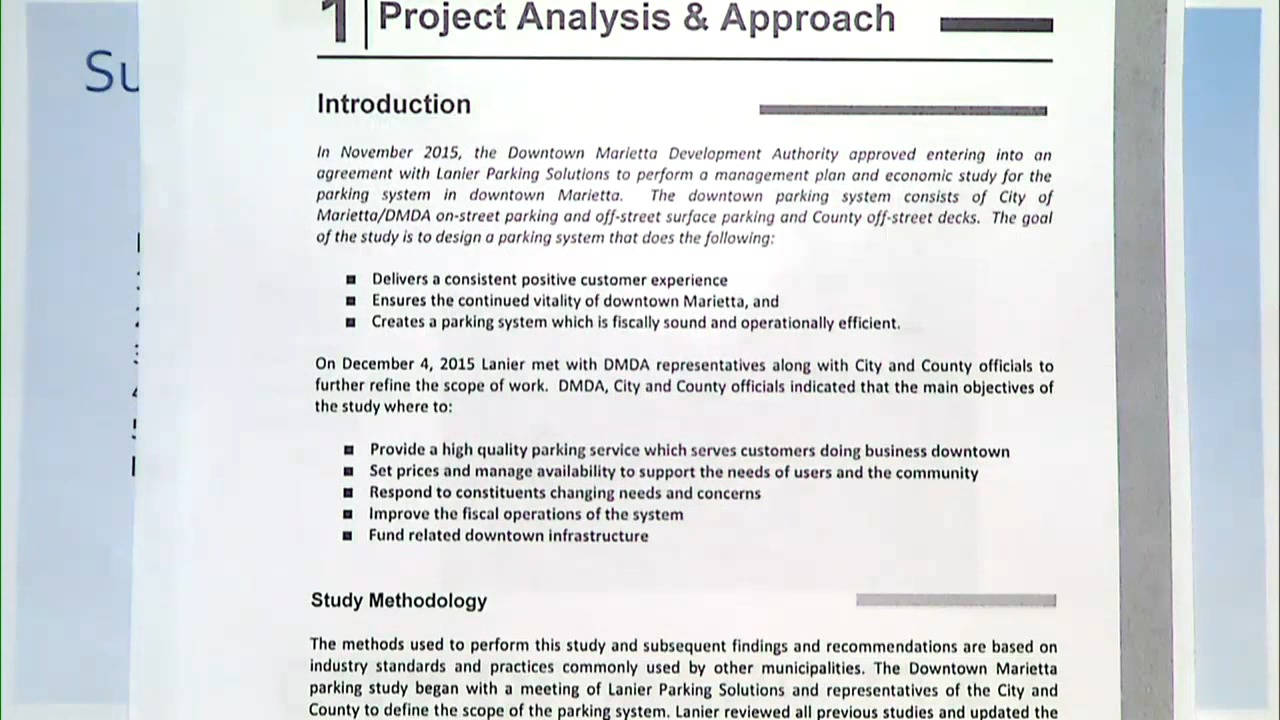 1 Project Analysis & Approach
Su
Introduction
In November 2015, the Downtown Marietta Development Authority approved entering into an
agreement with Lanier Parking Solutions to perform a management plan and economic study for the
parking system in downtown Marietta. The downtown parking system consists of City of
Marietta/DMDA on-street parking and off-street surface parking and County off-street decks. The goal
of the study is to design a parking system that does the following:
Delivers a consistent positive customer experience
Ensures the continued vitality of downtown Marietta, and
Creates a parking system which is fiscally sound and operationally efficient.
On December 4, 2015 Lanier met with DMDA representatives along with City and County officials to
further refine the scope of work. DMDA, City and County officials indicated that the main objectives of
the study where to:
Provide a high quality parking service which serves customers doing business downtown
Set prices and manage availability to support the needs of users and the community
Respond to constituents changing needs and concerns
Improve the fiscal operations of the system
Fund related downtown infrastructure
Study Methodology
The methods used to perform this study and subsequent findings and recommendations are based on
industry standards and practices commonly used by other municipalities. The Downtown Marietta
parking study began with a meeting of Lanier Parking Solutions and representatives of the City and
County to define the scope of the parking system. Lanier reviewed all previous studies and updated the